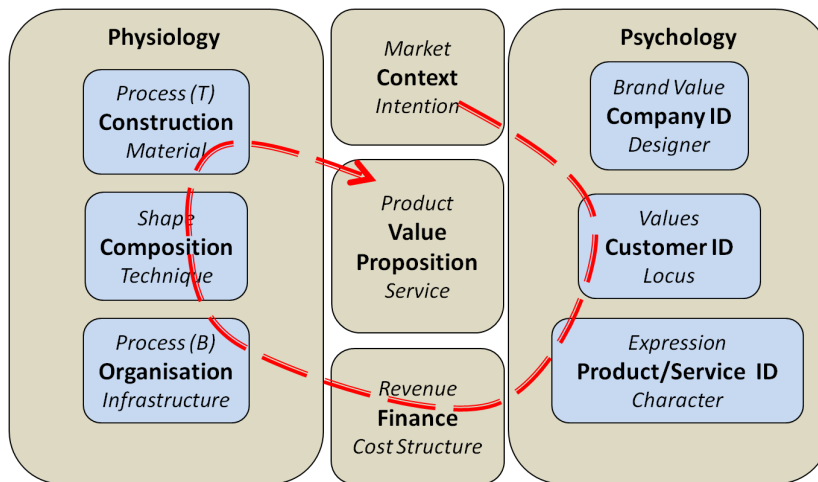 Physiology
Process (T)
Construction
Material
Shape
Composition
Technique
Process (B)
Organisation
Infrastructure
Market
Context
Intention
Product
Value
Proposition
Service
Revenue
Finance
Cost Structure
Psychology
Brand Value
Company ID
Designer
Values
Customer ID
Locus
Expression
Product/Service ID
Character